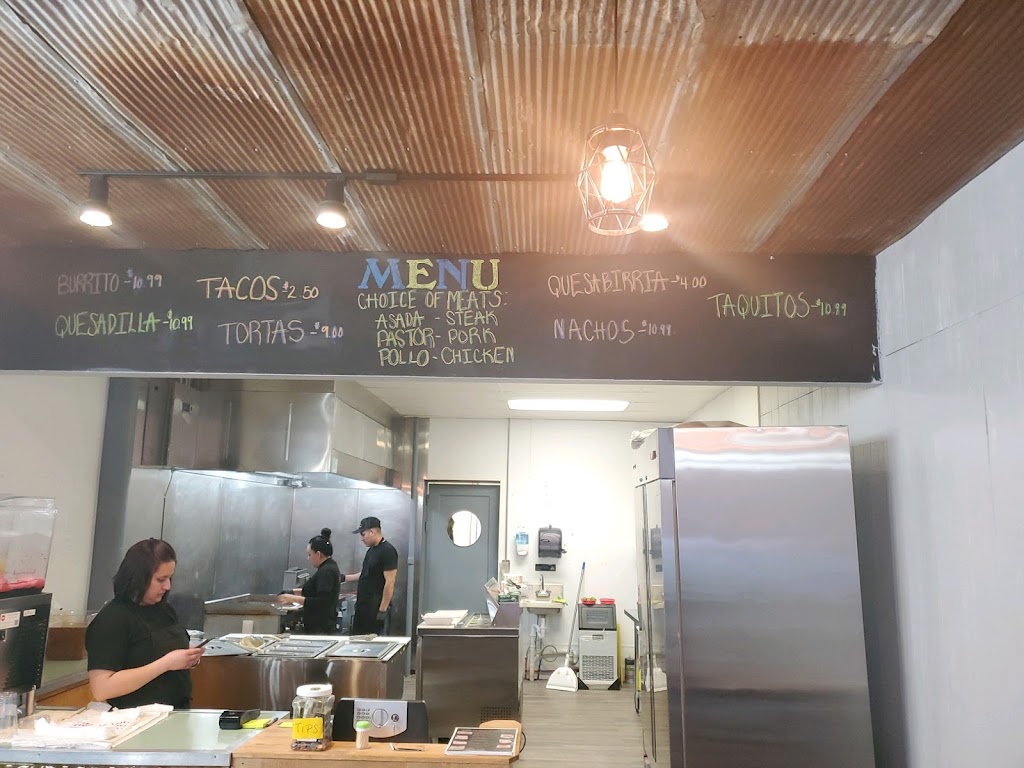 MENU
BURRITO - $10.99
QUESADILLA - $10.99
TACOS - $2.50
TORTAS - $9.00
CHOICE OF MEATS:
ASADA - STEAK
PASTOR - PORK
POLLO - CHICKEN
QUESABIRRIA - $4.00
NACHOS - $10.99
TAQUITOS - $10.99
TIPS